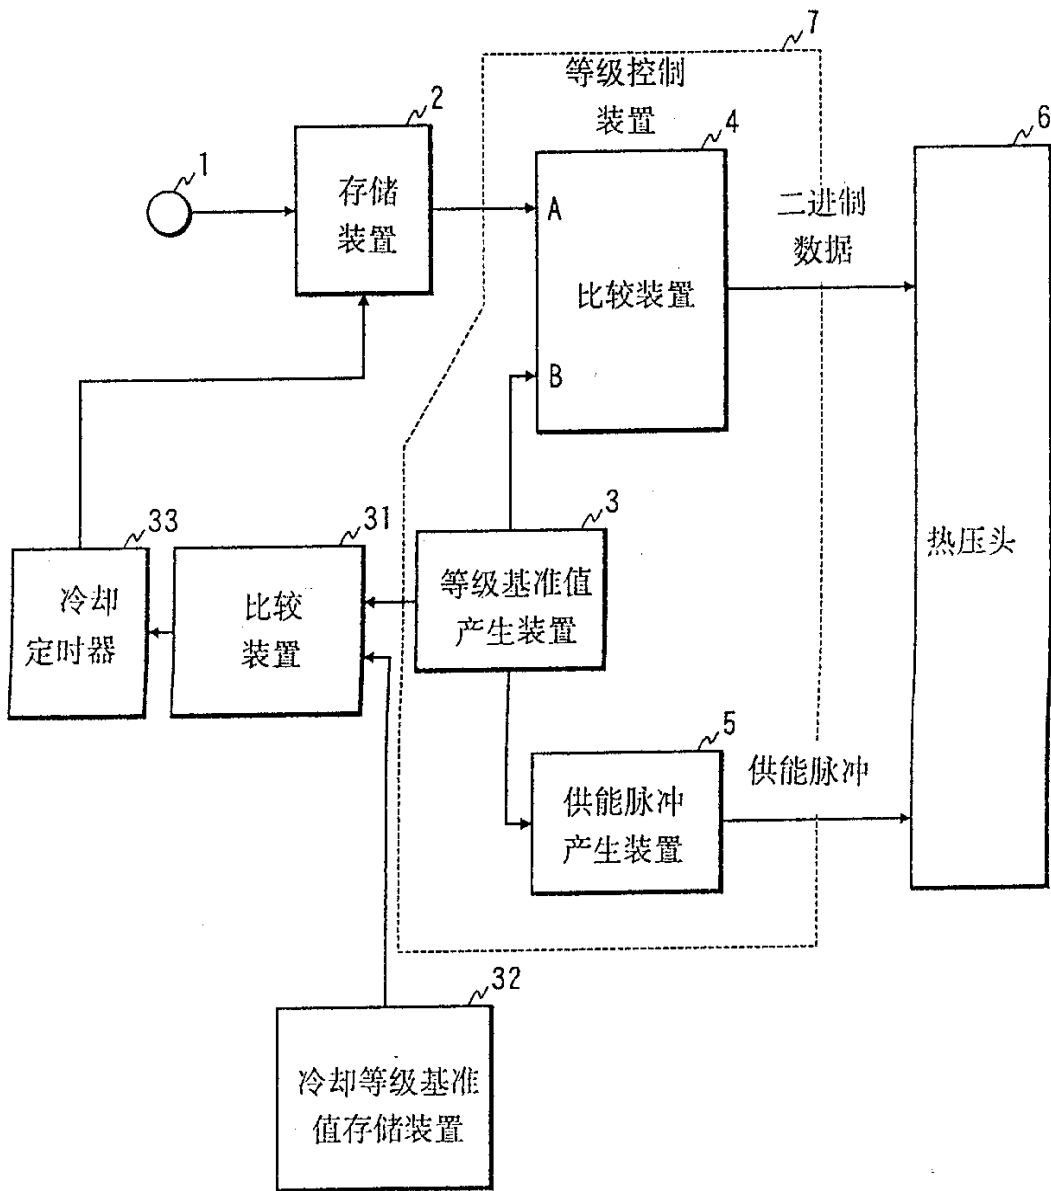 7
等级控制
装置
2
4
6
1
存储
装置
A
二进制
数据
比较装置
B
33
31
3
热压头
冷却
定时器
比较
装置
等级基准值
产生装置
5
供能脉冲
供能脉冲
产生装置
32
冷却等级基准
值存储装置